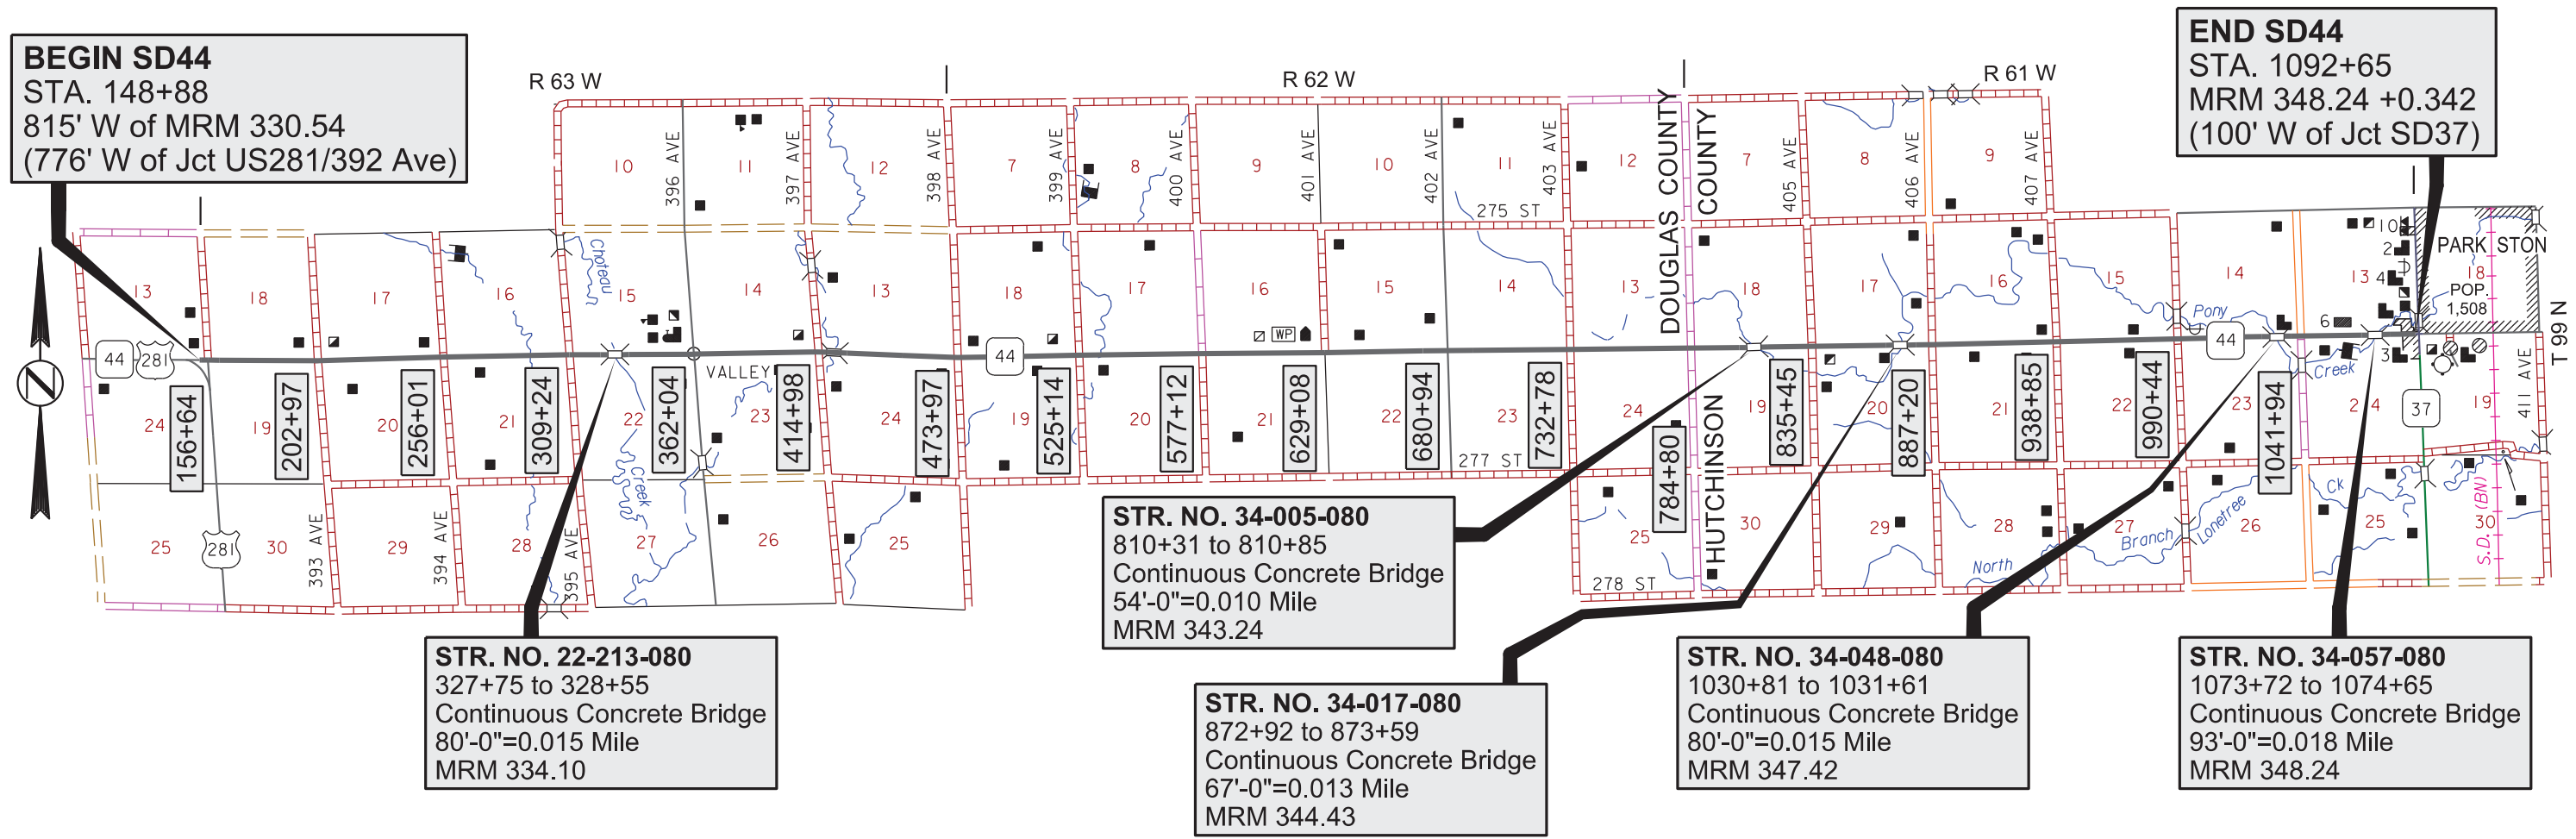 BEGIN SD44
STA. 148+88
815' W of MRM 330.54
(776' W of Jct US281/392 Ave)
END SD44
STA. 1092+65
MRM 348.24 +0.342
(100' W of Jct SD37)
R 63 W
R 62 W
R 61 W
10
396 AVE
11
397 AVE
12
398 AVE
7
399 AVE
8
400 AVE
9
401 AVE
10
402 AVE
11
403 AVE
12
DOUGLAS COUNTY
COUNTY
HUTCHINSON
7
405 AVE
8
406 AVE
9
407 AVE
275 ST
13
18
17
16
Choteau
15
14
13
18
17
16
15
14
13
18
17
16
15
14
13
18
10
2
4
PARK STON
POP.
1,508
T 99 N
WP
Pony
6
3
44
281
44
44
VALLEY
Creek
37
24
19
20
21
22
23
24
19
20
21
22
23
24
19
20
21
22
23
24
19
411 AVE
156+64
202+97
256+01
309+24
362+04
414+98
473+97
525+14
577+12
629+08
680+94
732+78
784+80
835+45
887+20
938+85
990+44
1041+94
277 ST
25
281
30
393 AVE
29
394 AVE
28
395 AVE
27
Creek
26
25
25
278 ST
30
29
28
North
27
Branch
Lonetree
26
Ck
25
30
S.D. (BN)
N
STR. NO. 22-213-080
327+75 to 328+55
Continuous Concrete Bridge
80'-0"=0.015 Mile
MRM 334.10
STR. NO. 34-005-080
810+31 to 810+85
Continuous Concrete Bridge
54'-0"=0.010 Mile
MRM 343.24
STR. NO. 34-017-080
872+92 to 873+59
Continuous Concrete Bridge
67'-0"=0.013 Mile
MRM 344.43
STR. NO. 34-048-080
1030+81 to 1031+61
Continuous Concrete Bridge
80'-0"=0.015 Mile
MRM 347.42
STR. NO. 34-057-080
1073+72 to 1074+65
Continuous Concrete Bridge
93'-0"=0.018 Mile
MRM 348.24